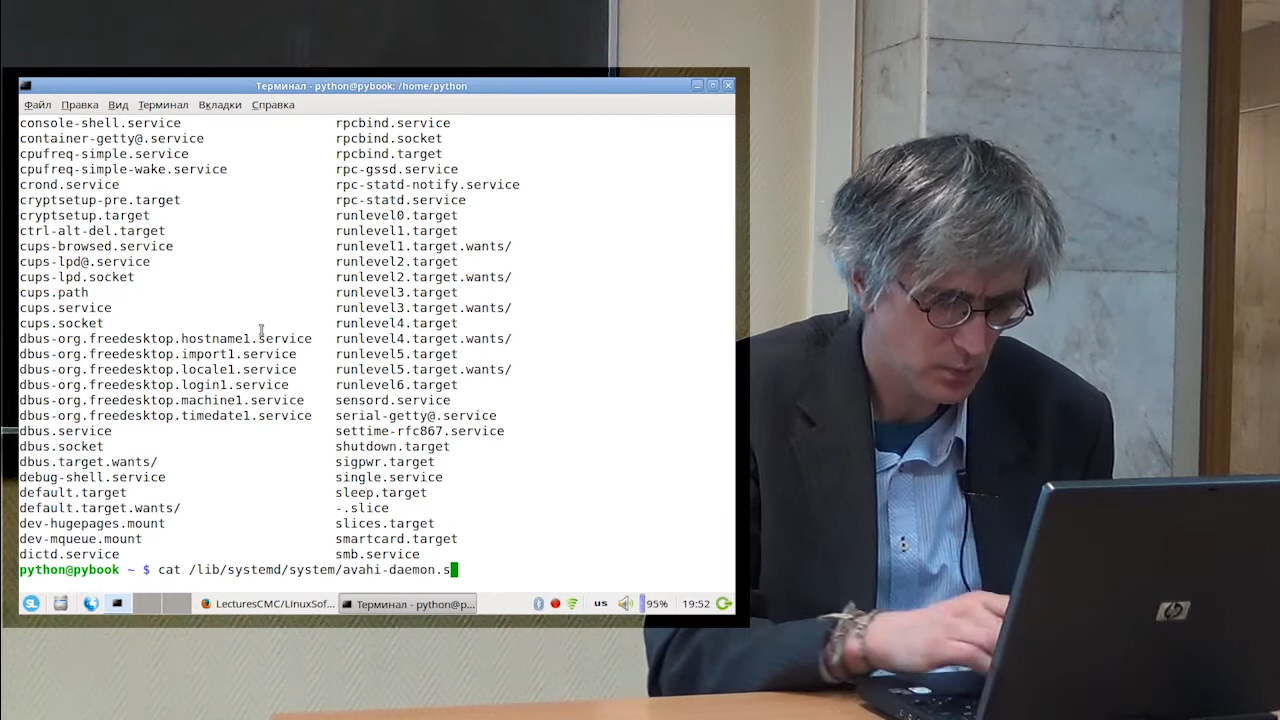 Терминал - python@pybook: /home/python
Файл Правка Вид Терминал Вкладки Справка
console-shell.service rpcbind.service
container-getty@.service rpcbind.socket
cpufreq-simple.service rpcbind.target
cpufreq-simple-wake.service rpc-gssd.service
crond.service rpc-statd-notify.service
cryptsetup-pre.target rpc-statd.service
cryptsetup.target runlevel0.target
ctrl-alt-del.target runlevel1.target
cups-browsed.service runlevel1.target.wants/
cups-lpd@.service runlevel2.target
cups-lpd.socket runlevel2.target.wants/
cups.path runlevel3.target
cups.service runlevel3.target.wants/
cups.socket runlevel4.target
dbus-org.freedesktop.hostname1.service runlevel4.target.wants/
dbus-org.freedesktop.import1.service runlevel5.target
dbus-org.freedesktop.locale1.service runlevel5.target.wants/
dbus-org.freedesktop.login1.service runlevel6.target
dbus-org.freedesktop.machine1.service sensord.service
dbus-org.freedesktop.timedate1.service serial-getty@.service
dbus.service settime-rfc867.service
dbus.socket shutdown.target
dbus.target.wants/ sigpwr.target
debug-shell.service single.service
default.target sleep.target
default.target.wants/ -.slice
dev-hugepages.mount slices.target
dev-mqueue.mount smartcard.target
dictd.service smb.service
python@pybook ~ $ cat /lib/systemd/system/avahi-daemon.s
SL LecturesCMC/LinuxSof... Терминал - python@p... us 95% 19:52
hp